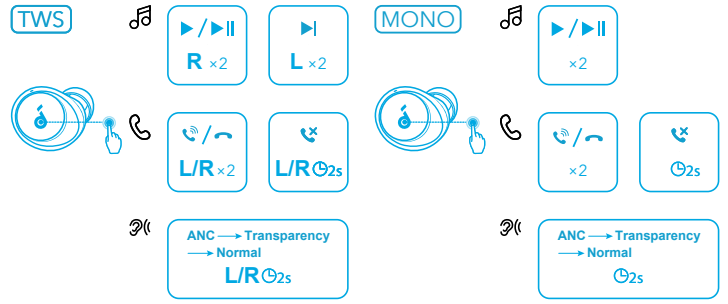 TWS
R ×2
L ×2
L/R ×2
L/R 2s
ANC → Transparency
→ Normal
L/R 2s
MONO
×2
×2
2s
ANC → Transparency
→ Normal
2s